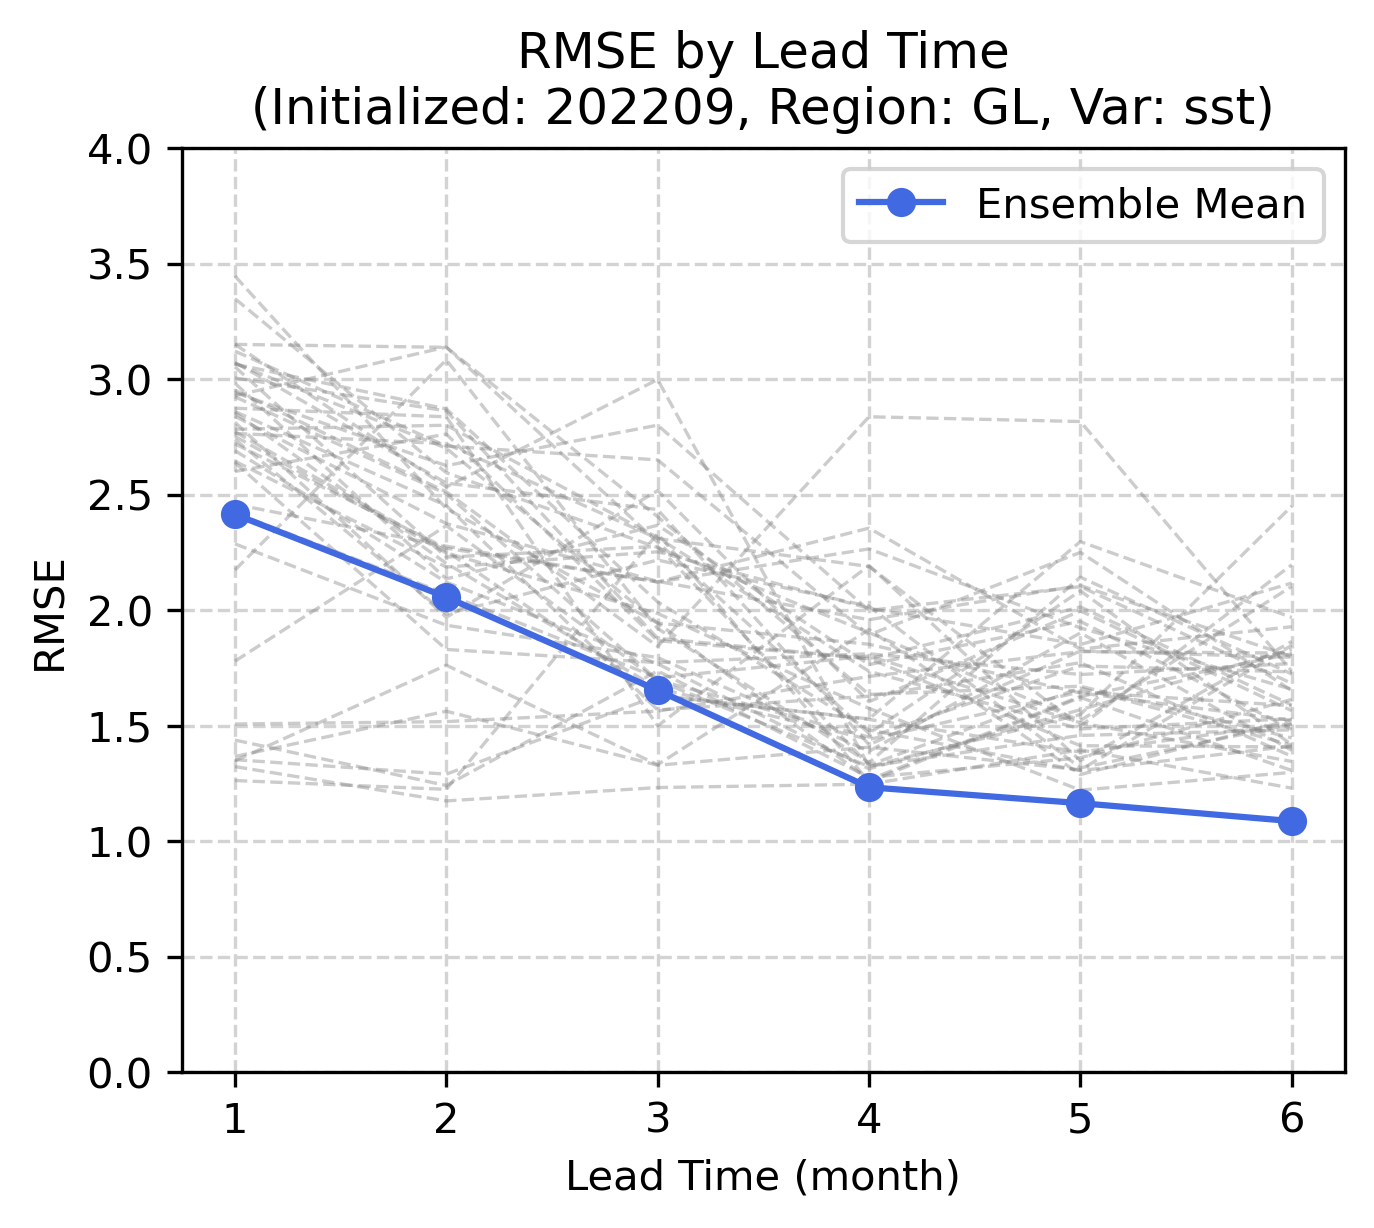 RMSE by Lead Time
(Initialized: 202209, Region: GL, Var: sst)
4.0
3.5
3.0
2.5
2.0
1.5
1.0
0.5
0.0
RMSE
Ensemble Mean
1 2 3 4 5 6
Lead Time (month)